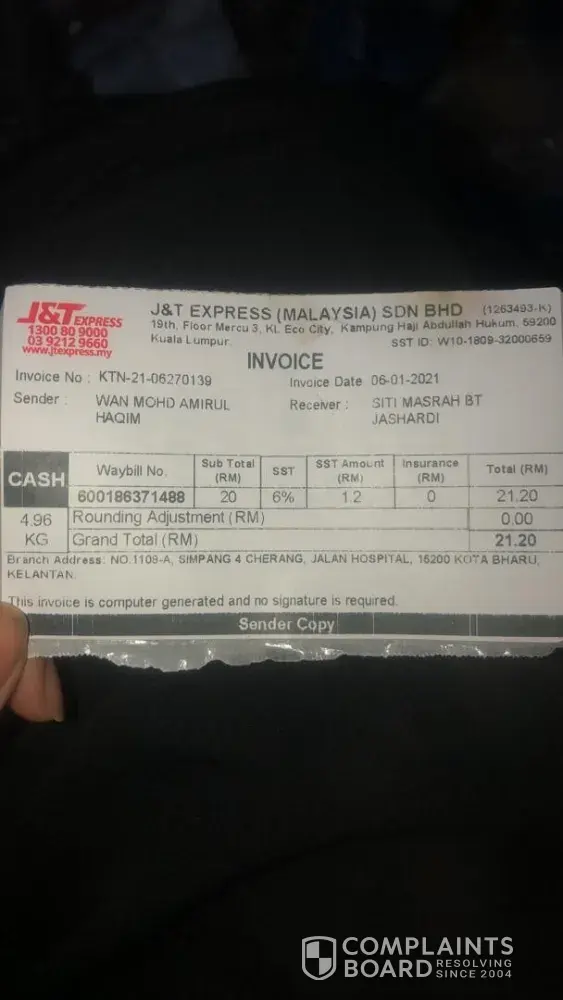 J&T EXPRESS
1300 80 9000
03 9212 9660
www.jtexpress.my
J&T EXPRESS (MALAYSIA) SDN BHD (1263493-K)
19th, Floor Mercu 3, KL Eco City, Kampung Haji Abdullah Hukum, 59200
Kuala Lumpur.
SST ID: W10-1809-32000659
INVOICE
Invoice No : KTN-21-06270139
Invoice Date 06-01-2021
Sender : WAN MOHD AMIRUL
HAQIM
Receiver : SITI MASRAH BT
JASHARDI
CASH
Waybill No. Sub Total (RM) SST SST Amount (RM) Insurance (RM) Total (RM)
600186371488 20 6% 1.2 0 21.20
4.96 Rounding Adjustment (RM) 0.00
KG Grand Total (RM) 21.20
Branch Address: NO.1109-A, SIMPANG 4 CHERANG, JALAN HOSPITAL, 15200 KOTA BHARU,
KELANTAN.
This invoice is computer generated and no signature is required.
Sender Copy
COMPLAINTS
BOARD RESOLVING
SINCE 2004